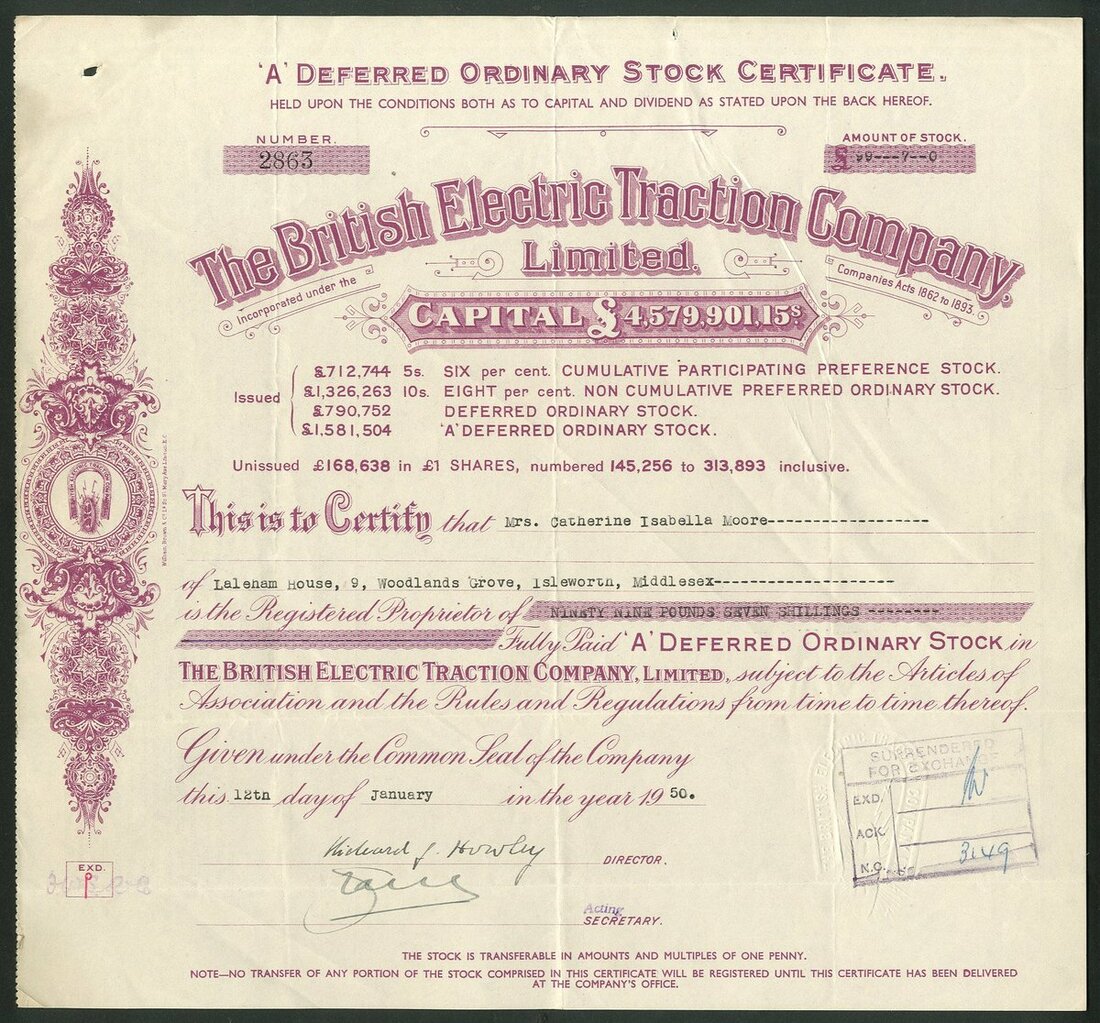 'A' DEFERRED ORDINARY STOCK CERTIFICATE.
HELD UPON THE CONDITIONS BOTH AS TO CAPITAL AND DIVIDEND AS STATED UPON THE BACK HEREOF.
NUMBER.
2863
AMOUNT OF STOCK.
£ 99---7--0
The British Electric Traction Company,
Limited.
Incorporated under the
Companies Acts 1862 to 1893.
CAPITAL £4,579,901,15s
Issued
£712,744 5s. SIX per cent. CUMULATIVE PARTICIPATING PREFERENCE STOCK.
£1,326,263 10s. EIGHT per cent. NON CUMULATIVE PREFERRED ORDINARY STOCK.
£790,752 DEFERRED ORDINARY STOCK.
£1,581,504 'A' DEFERRED ORDINARY STOCK.
Unissued £168,638 in £1 SHARES, numbered 145,256 to 313,893 inclusive.
This is to Certify that Mrs. Catherine Isabella Moore-------------------
of Lalenam House, 9, Woodlands Grove, Isleworth, Middlesex---------------------
is the Registered Proprietor of NINETY NINE POUNDS SEVEN SHILLINGS --------
Fully Paid 'A' DEFERRED ORDINARY STOCK in
THE BRITISH ELECTRIC TRACTION COMPANY, LIMITED, subject to the Articles of
Association and the Rules and Regulations from time to time thereof.
Given under the Common Seal of the Company
this 12th day of January in the year 1950.
SURRENDERED
FOR EXCHANGE
EXD.
ACK.
NO. 3149
Richard J. Howley DIRECTOR.
Acting
SECRETARY.
EXD.
THE STOCK IS TRANSFERABLE IN AMOUNTS AND MULTIPLES OF ONE PENNY.
NOTE—NO TRANSFER OF ANY PORTION OF THE STOCK COMPRISED IN THIS CERTIFICATE WILL BE REGISTERED UNTIL THIS CERTIFICATE HAS BEEN DELIVERED
AT THE COMPANY'S OFFICE.